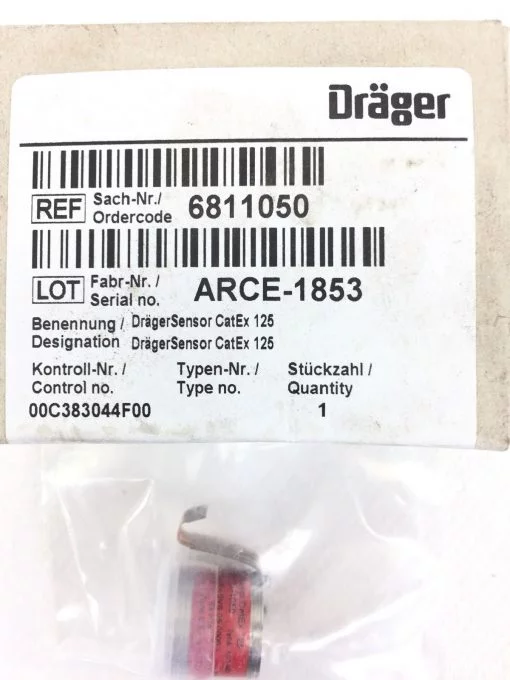 Dräger
REF Sach-Nr./ Ordercode 6811050
LOT Fabr-Nr. / Serial no. ARCE-1853
Benennung / DrägerSensor CatEx 125
Designation DrägerSensor CatEx 125
Kontroll-Nr. / Typen-Nr. / Stückzahl /
Control no. Type no. Quantity
00C383044F00 1